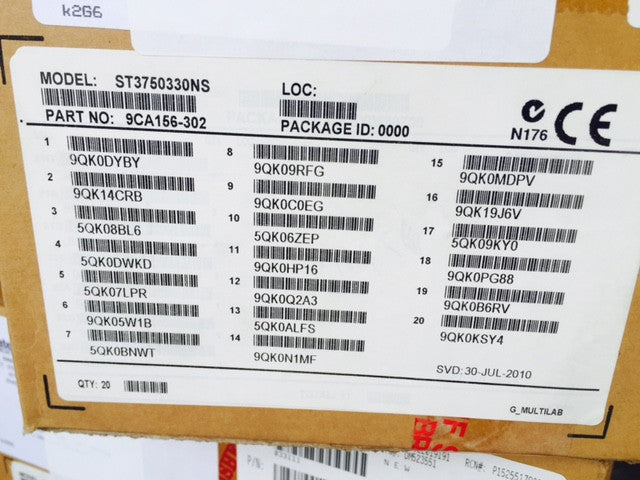 k2G6
MODEL: ST3750330NS
LOC:
PART NO: 9CA156-302
PACKAGE ID: 0000
N176
CE
1
9QK0DYBY
2
9QK14CRB
3
5QK08BL6
4
5QK0DWKD
5
5QK07LPR
6
9QK05W1B
7
5QK0BNWT
8
9QK09RFG
9
9QK0C0EG
10
5QK06ZEP
11
9QK0HP16
12
9QK0Q2A3
13
5QK0ALFS
14
9QK0N1MF
15
9QK0MDPV
16
9QK19J6V
17
5QK09KY0
18
9QK0PG88
19
9QK0B6RV
20
9QK0KSY4
SVD: 30-JUL-2010
QTY: 20
G_MULTILAB
P/N:
NEW
RCN#: